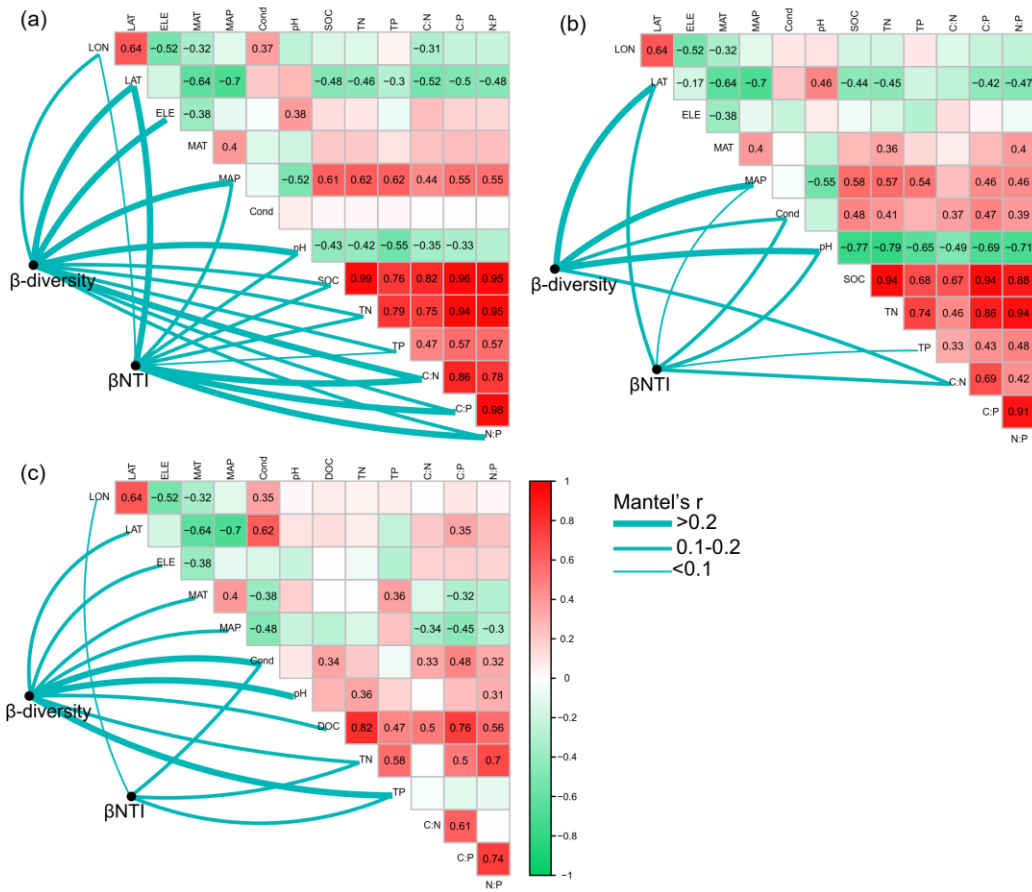 (a)
LAT ELE MAT MAP Cond pH SOC TN TP C:N C:P N:P
LON 0.64 −0.52 −0.32 0.37 −0.31
LAT −0.64 −0.7 −0.48 −0.46 −0.3 −0.52 −0.5 −0.48
ELE −0.38 0.38
MAT 0.4
MAP −0.52 0.61 0.62 0.62 0.44 0.55 0.55
Cond
pH −0.43 −0.42 −0.55 −0.35 −0.33
SOC 0.99 0.76 0.82 0.96 0.95
TN 0.79 0.75 0.94 0.95
TP 0.47 0.57 0.57
C:N 0.86 0.78
C:P 0.98
N:P
β-diversity
βNTI
(b)
LAT ELE MAT MAP Cond pH SOC TN TP C:N C:P N:P
LON 0.64 −0.52 −0.32
LAT −0.17 −0.64 −0.7 0.46 −0.44 −0.45 −0.42 −0.47
ELE −0.38
MAT 0.4 0.36 0.4
MAP −0.55 0.58 0.57 0.54 0.46 0.46
Cond 0.48 0.41 0.37 0.47 0.39
pH −0.77 −0.79 −0.65 −0.49 −0.69 −0.71
SOC 0.94 0.68 0.67 0.94 0.88
TN 0.74 0.46 0.86 0.94
TP 0.33 0.43 0.48
C:N 0.69 0.42
C:P 0.91
N:P
β-diversity
βNTI
(c)
LAT ELE MAT MAP Cond pH DOC TN TP C:N C:P N:P
LON 0.64 −0.52 −0.32 0.35
LAT −0.64 −0.7 0.62 0.35
ELE −0.38
MAT 0.4 −0.38 0.36 −0.32
MAP −0.48 −0.34 −0.45 −0.3
Cond 0.34 0.33 0.48 0.32
pH 0.36 0.31
DOC 0.82 0.47 0.5 0.76 0.56
TN 0.58 0.5 0.7
TP
C:N 0.61
C:P 0.74
N:P
β-diversity
βNTI
1
0.8
0.6
0.4
0.2
0
−0.2
−0.4
−0.6
−0.8
−1
Mantel's r
>0.2
0.1-0.2
<0.1